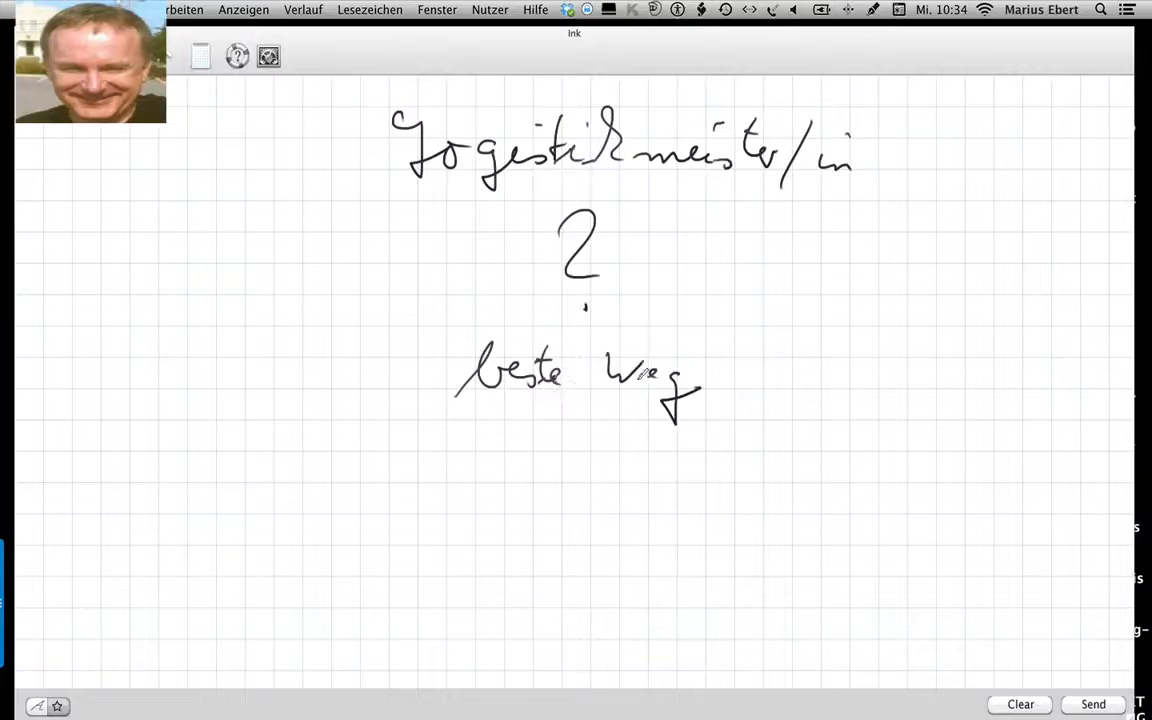 arbeiten Anzeigen Verlauf Lesezeichen Fenster Nutzer Hilfe Mi. 10:34 Marius Ebert
Ink
Logistikmeister/in
?
beste Weg
Clear Send